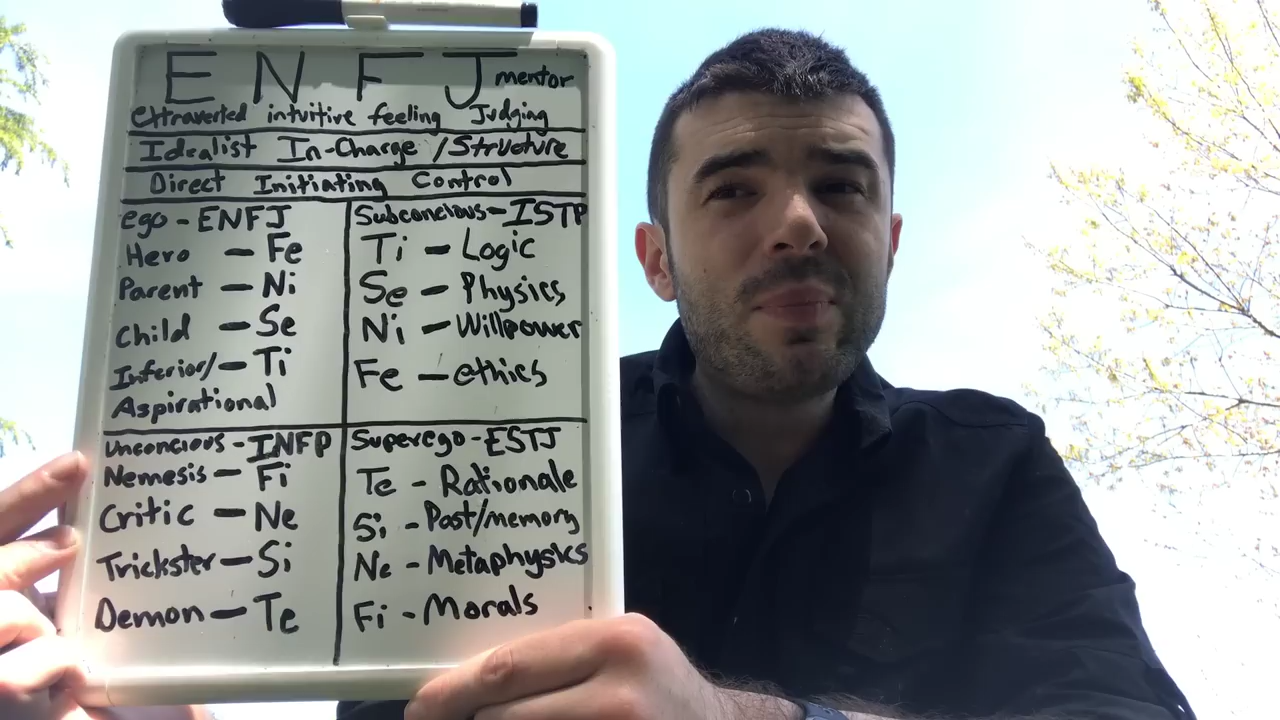 ENFJ mentor
extraverted intuitive feeling Judging
Idealist In-Charge / Structure
Direct Initiating Control
ego - ENFJ
Hero - Fe
Parent - Ni
Child - Se
Inferior/ - Ti
Aspirational
Subconcious - ISTP
Ti - Logic
Se - Physics
Ni - Willpower
Fe - ethics
Unconcious - INFP
Nemesis - Fi
Critic - Ne
Trickster - Si
Demon - Te
Superego - ESTJ
Te - Rationale
Si - Past/memory
Ne - Metaphysics
Fi - Morals